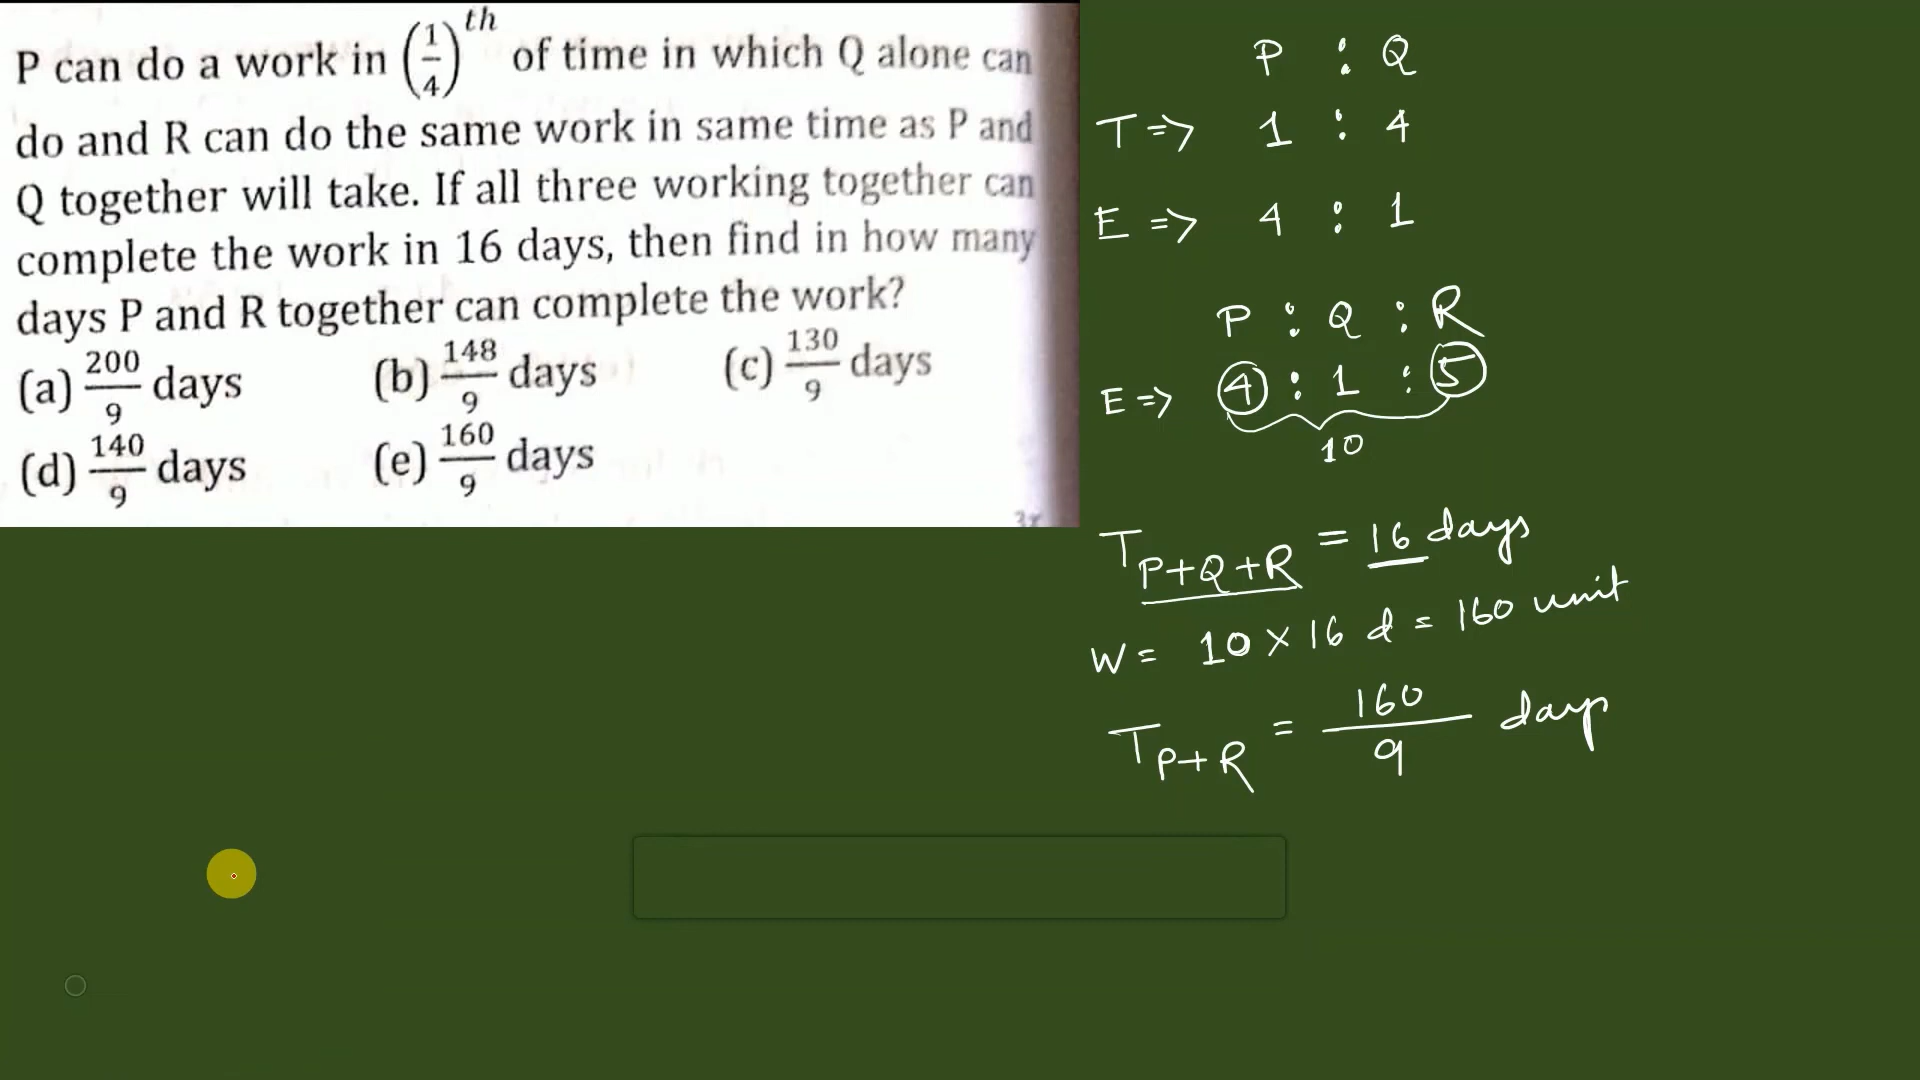 P can do a work in (1/4)th of time in which Q alone can
do and R can do the same work in same time as P and
Q together will take. If all three working together can
complete the work in 16 days, then find in how many
days P and R together can complete the work?
(a) 200/9 days (b) 148/9 days (c) 130/9 days
(d) 140/9 days (e) 160/9 days
P : Q
T => 1 : 4
E => 4 : 1
P : Q : R
E => 4 : 1 : 5
10
T P+Q+R = 16 days
W = 10 × 16 d = 160 unit
T P+R = 160/9 days